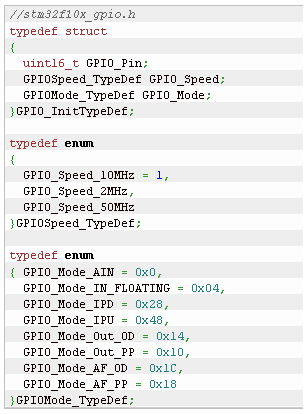 //stm32f10x_gpio.h
typedef struct
{
uint16_t GPIO_Pin;
GPIOSpeed_TypeDef GPIO_Speed;
GPIOMode_TypeDef GPIO_Mode;
}GPIO_InitTypeDef;
typedef enum
{
GPIO_Speed_10MHz = 1,
GPIO_Speed_2MHz,
GPIO_Speed_50MHz
}GPIOSpeed_TypeDef;
typedef enum
{ GPIO_Mode_AIN = 0x0,
GPIO_Mode_IN_FLOATING = 0x04,
GPIO_Mode_IPD = 0x28,
GPIO_Mode_IPU = 0x48,
GPIO_Mode_Out_OD = 0x14,
GPIO_Mode_Out_PP = 0x10,
GPIO_Mode_AF_OD = 0x1C,
GPIO_Mode_AF_PP = 0x18
}GPIOMode_TypeDef;